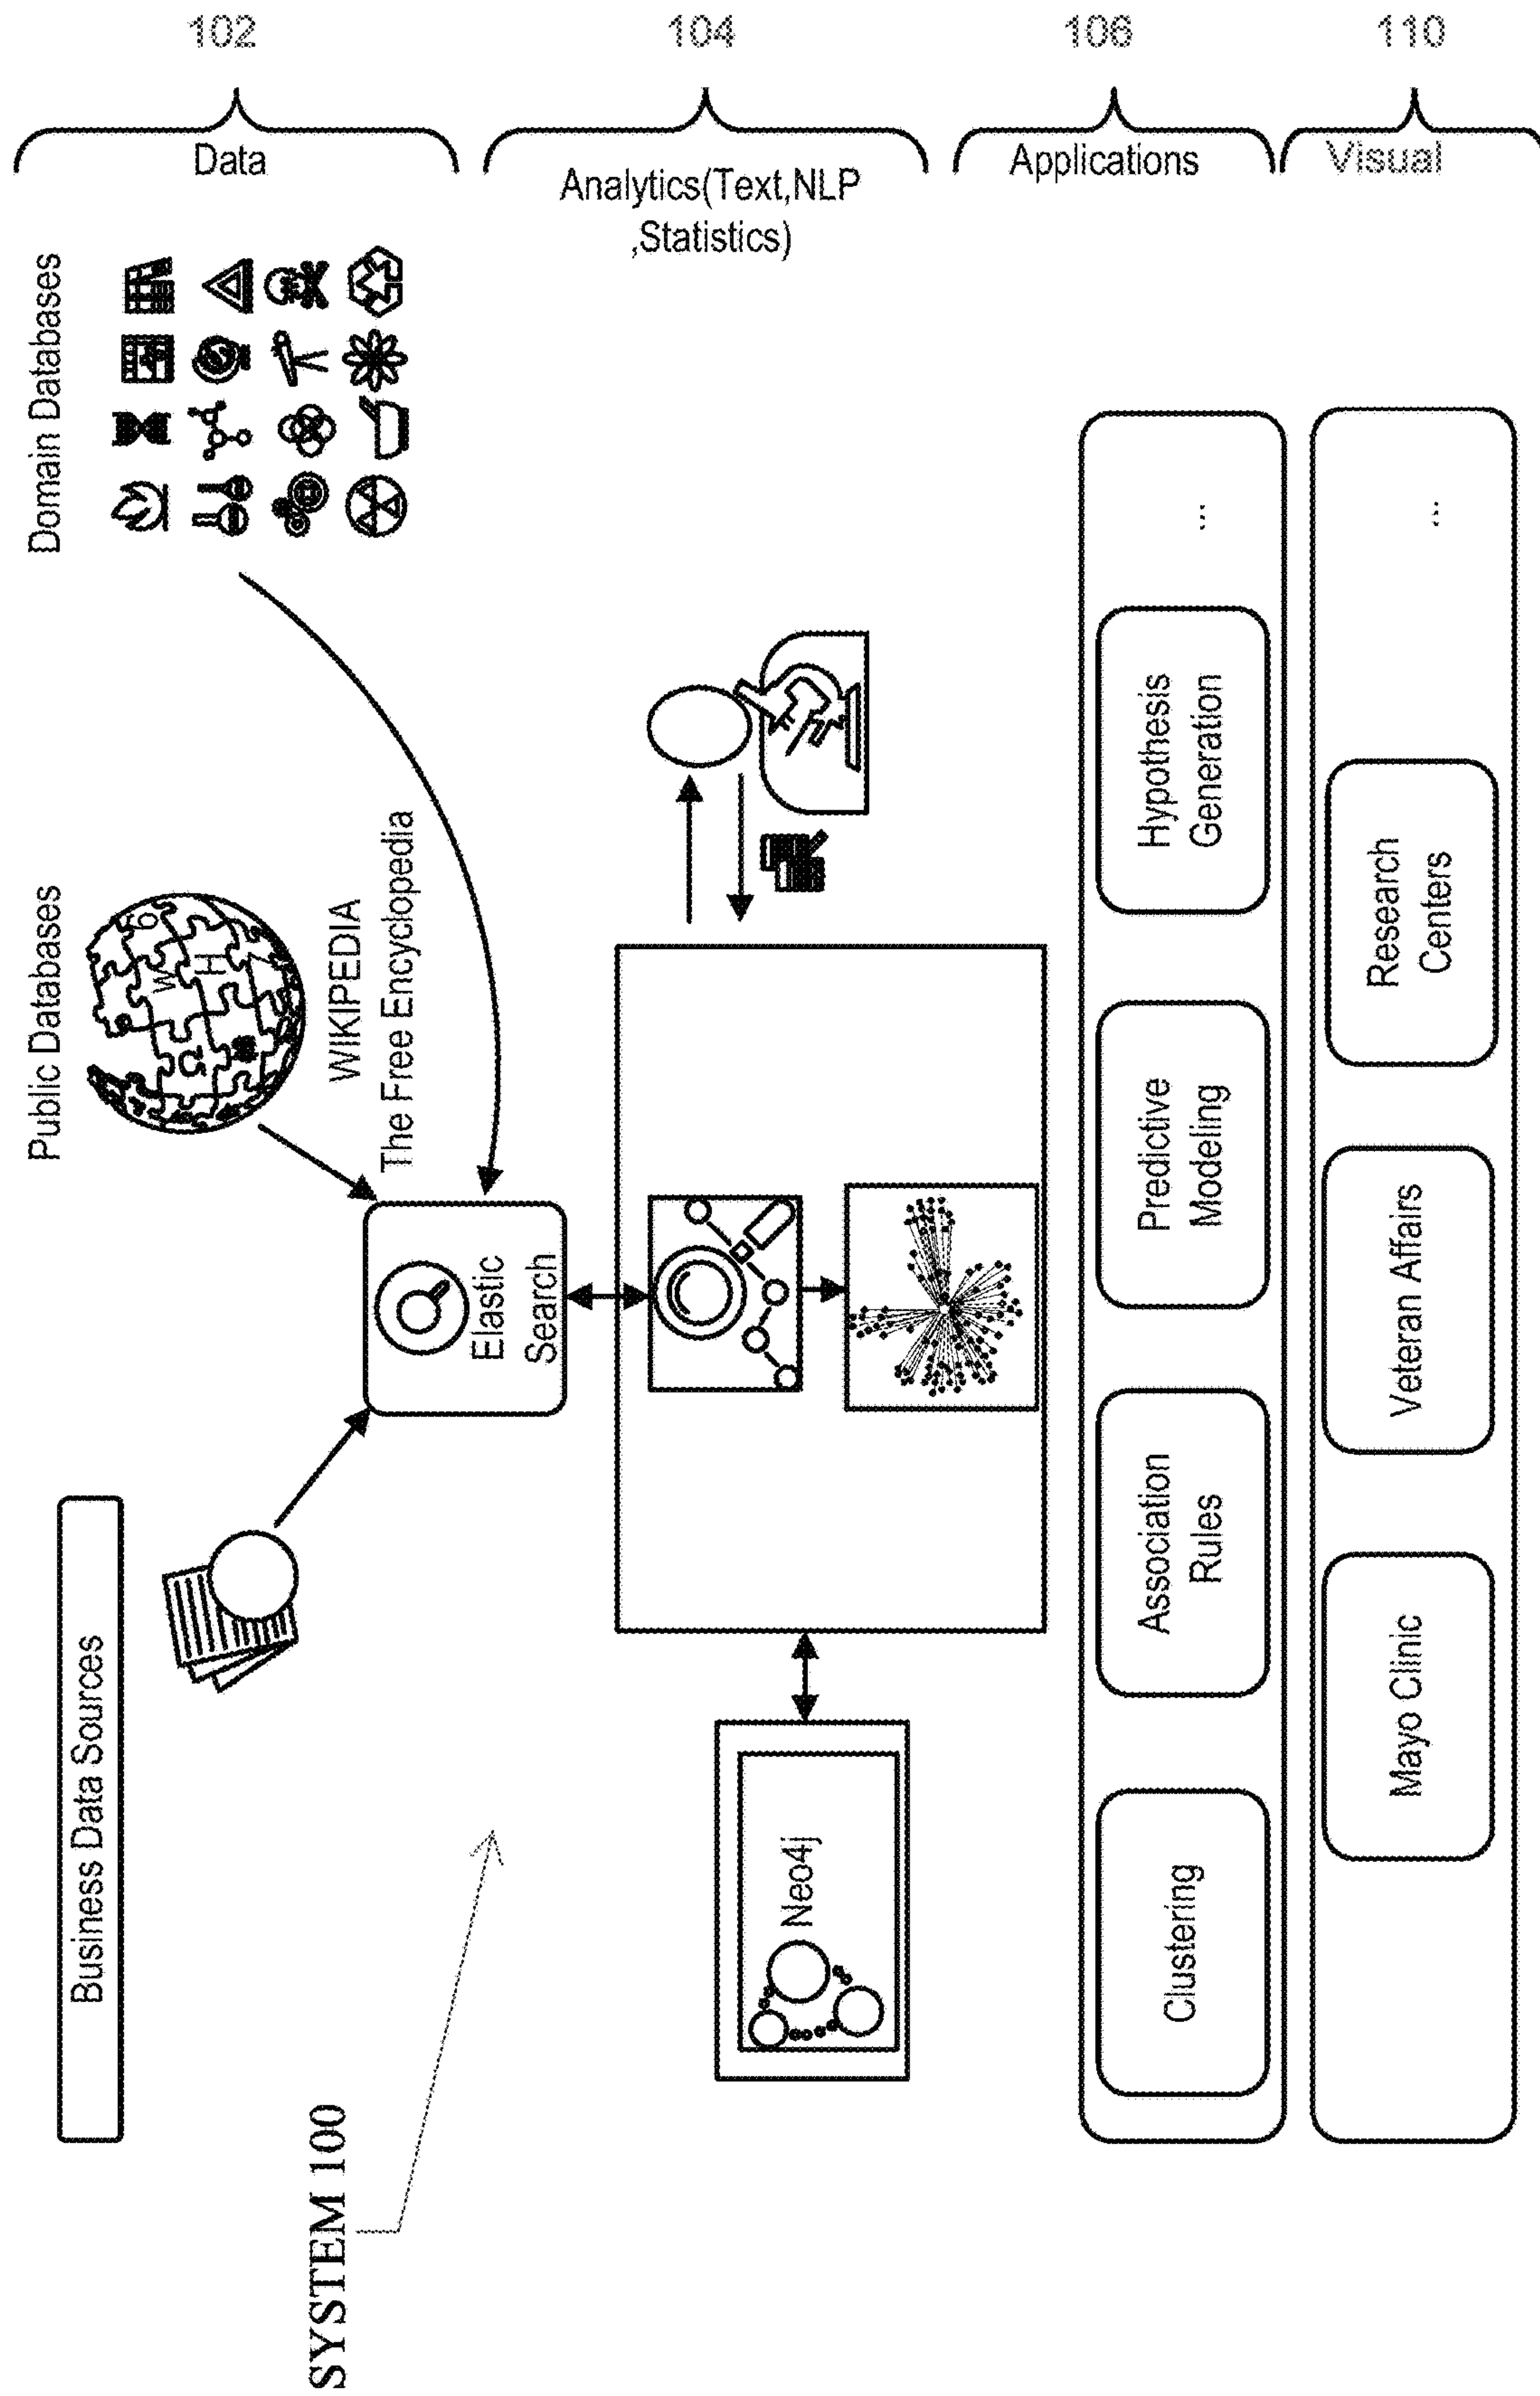 Business Data Sources
Public Databases
Domain Databases
Data
102
WIKIPEDIA
The Free Encyclopedia
W
H
SYSTEM 100
Elastic
Search
Analytics(Text,NLP
,Statistics)
104
Neo4j
Clustering
Association
Rules
Predictive
Modeling
Hypothesis
Generation
...
Applications
106
Mayo Clinic
Veteran Affairs
Research
Centers
...
Visual
110